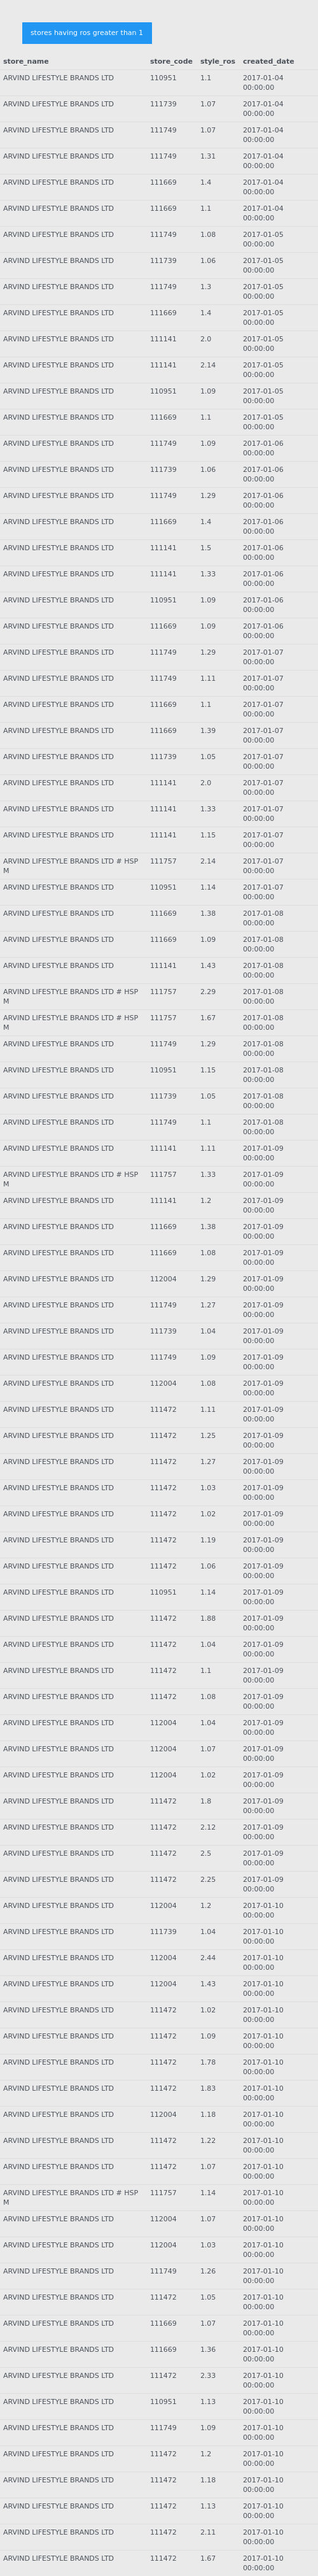 stores having ros greater than 1
store_name store_code style_ros created_date
ARVIND LIFESTYLE BRANDS LTD 110951 1.1 2017-01-04
00:00:00
ARVIND LIFESTYLE BRANDS LTD 111739 1.07 2017-01-04
00:00:00
ARVIND LIFESTYLE BRANDS LTD 111749 1.07 2017-01-04
00:00:00
ARVIND LIFESTYLE BRANDS LTD 111749 1.31 2017-01-04
00:00:00
ARVIND LIFESTYLE BRANDS LTD 111669 1.4 2017-01-04
00:00:00
ARVIND LIFESTYLE BRANDS LTD 111669 1.1 2017-01-04
00:00:00
ARVIND LIFESTYLE BRANDS LTD 111749 1.08 2017-01-05
00:00:00
ARVIND LIFESTYLE BRANDS LTD 111739 1.06 2017-01-05
00:00:00
ARVIND LIFESTYLE BRANDS LTD 111749 1.3 2017-01-05
00:00:00
ARVIND LIFESTYLE BRANDS LTD 111669 1.4 2017-01-05
00:00:00
ARVIND LIFESTYLE BRANDS LTD 111141 2.0 2017-01-05
00:00:00
ARVIND LIFESTYLE BRANDS LTD 111141 2.14 2017-01-05
00:00:00
ARVIND LIFESTYLE BRANDS LTD 110951 1.09 2017-01-05
00:00:00
ARVIND LIFESTYLE BRANDS LTD 111669 1.1 2017-01-05
00:00:00
ARVIND LIFESTYLE BRANDS LTD 111749 1.09 2017-01-06
00:00:00
ARVIND LIFESTYLE BRANDS LTD 111739 1.06 2017-01-06
00:00:00
ARVIND LIFESTYLE BRANDS LTD 111749 1.29 2017-01-06
00:00:00
ARVIND LIFESTYLE BRANDS LTD 111669 1.4 2017-01-06
00:00:00
ARVIND LIFESTYLE BRANDS LTD 111141 1.5 2017-01-06
00:00:00
ARVIND LIFESTYLE BRANDS LTD 111141 1.33 2017-01-06
00:00:00
ARVIND LIFESTYLE BRANDS LTD 110951 1.09 2017-01-06
00:00:00
ARVIND LIFESTYLE BRANDS LTD 111669 1.09 2017-01-06
00:00:00
ARVIND LIFESTYLE BRANDS LTD 111749 1.29 2017-01-07
00:00:00
ARVIND LIFESTYLE BRANDS LTD 111749 1.11 2017-01-07
00:00:00
ARVIND LIFESTYLE BRANDS LTD 111669 1.1 2017-01-07
00:00:00
ARVIND LIFESTYLE BRANDS LTD 111669 1.39 2017-01-07
00:00:00
ARVIND LIFESTYLE BRANDS LTD 111739 1.05 2017-01-07
00:00:00
ARVIND LIFESTYLE BRANDS LTD 111141 2.0 2017-01-07
00:00:00
ARVIND LIFESTYLE BRANDS LTD 111141 1.33 2017-01-07
00:00:00
ARVIND LIFESTYLE BRANDS LTD 111141 1.15 2017-01-07
00:00:00
ARVIND LIFESTYLE BRANDS LTD # HSP 111757 2.14 2017-01-07
M 00:00:00
ARVIND LIFESTYLE BRANDS LTD 110951 1.14 2017-01-07
00:00:00
ARVIND LIFESTYLE BRANDS LTD 111669 1.38 2017-01-08
00:00:00
ARVIND LIFESTYLE BRANDS LTD 111669 1.09 2017-01-08
00:00:00
ARVIND LIFESTYLE BRANDS LTD 111141 1.43 2017-01-08
00:00:00
ARVIND LIFESTYLE BRANDS LTD # HSP 111757 2.29 2017-01-08
M 00:00:00
ARVIND LIFESTYLE BRANDS LTD # HSP 111757 1.67 2017-01-08
M 00:00:00
ARVIND LIFESTYLE BRANDS LTD 111749 1.29 2017-01-08
00:00:00
ARVIND LIFESTYLE BRANDS LTD 110951 1.15 2017-01-08
00:00:00
ARVIND LIFESTYLE BRANDS LTD 111739 1.05 2017-01-08
00:00:00
ARVIND LIFESTYLE BRANDS LTD 111749 1.1 2017-01-08
00:00:00
ARVIND LIFESTYLE BRANDS LTD 111141 1.11 2017-01-09
00:00:00
ARVIND LIFESTYLE BRANDS LTD # HSP 111757 1.33 2017-01-09
M 00:00:00
ARVIND LIFESTYLE BRANDS LTD 111141 1.2 2017-01-09
00:00:00
ARVIND LIFESTYLE BRANDS LTD 111669 1.38 2017-01-09
00:00:00
ARVIND LIFESTYLE BRANDS LTD 111669 1.08 2017-01-09
00:00:00
ARVIND LIFESTYLE BRANDS LTD 112004 1.29 2017-01-09
00:00:00
ARVIND LIFESTYLE BRANDS LTD 111749 1.27 2017-01-09
00:00:00
ARVIND LIFESTYLE BRANDS LTD 111739 1.04 2017-01-09
00:00:00
ARVIND LIFESTYLE BRANDS LTD 111749 1.09 2017-01-09
00:00:00
ARVIND LIFESTYLE BRANDS LTD 112004 1.08 2017-01-09
00:00:00
ARVIND LIFESTYLE BRANDS LTD 111472 1.11 2017-01-09
00:00:00
ARVIND LIFESTYLE BRANDS LTD 111472 1.25 2017-01-09
00:00:00
ARVIND LIFESTYLE BRANDS LTD 111472 1.27 2017-01-09
00:00:00
ARVIND LIFESTYLE BRANDS LTD 111472 1.03 2017-01-09
00:00:00
ARVIND LIFESTYLE BRANDS LTD 111472 1.02 2017-01-09
00:00:00
ARVIND LIFESTYLE BRANDS LTD 111472 1.19 2017-01-09
00:00:00
ARVIND LIFESTYLE BRANDS LTD 111472 1.06 2017-01-09
00:00:00
ARVIND LIFESTYLE BRANDS LTD 110951 1.14 2017-01-09
00:00:00
ARVIND LIFESTYLE BRANDS LTD 111472 1.88 2017-01-09
00:00:00
ARVIND LIFESTYLE BRANDS LTD 111472 1.04 2017-01-09
00:00:00
ARVIND LIFESTYLE BRANDS LTD 111472 1.1 2017-01-09
00:00:00
ARVIND LIFESTYLE BRANDS LTD 111472 1.08 2017-01-09
00:00:00
ARVIND LIFESTYLE BRANDS LTD 112004 1.04 2017-01-09
00:00:00
ARVIND LIFESTYLE BRANDS LTD 112004 1.07 2017-01-09
00:00:00
ARVIND LIFESTYLE BRANDS LTD 112004 1.02 2017-01-09
00:00:00
ARVIND LIFESTYLE BRANDS LTD 111472 1.8 2017-01-09
00:00:00
ARVIND LIFESTYLE BRANDS LTD 111472 2.12 2017-01-09
00:00:00
ARVIND LIFESTYLE BRANDS LTD 111472 2.5 2017-01-09
00:00:00
ARVIND LIFESTYLE BRANDS LTD 111472 2.25 2017-01-09
00:00:00
ARVIND LIFESTYLE BRANDS LTD 112004 1.2 2017-01-10
00:00:00
ARVIND LIFESTYLE BRANDS LTD 111739 1.04 2017-01-10
00:00:00
ARVIND LIFESTYLE BRANDS LTD 112004 2.44 2017-01-10
00:00:00
ARVIND LIFESTYLE BRANDS LTD 112004 1.43 2017-01-10
00:00:00
ARVIND LIFESTYLE BRANDS LTD 111472 1.02 2017-01-10
00:00:00
ARVIND LIFESTYLE BRANDS LTD 111472 1.09 2017-01-10
00:00:00
ARVIND LIFESTYLE BRANDS LTD 111472 1.78 2017-01-10
00:00:00
ARVIND LIFESTYLE BRANDS LTD 111472 1.83 2017-01-10
00:00:00
ARVIND LIFESTYLE BRANDS LTD 112004 1.18 2017-01-10
00:00:00
ARVIND LIFESTYLE BRANDS LTD 111472 1.22 2017-01-10
00:00:00
ARVIND LIFESTYLE BRANDS LTD 111472 1.07 2017-01-10
00:00:00
ARVIND LIFESTYLE BRANDS LTD # HSP 111757 1.14 2017-01-10
M 00:00:00
ARVIND LIFESTYLE BRANDS LTD 112004 1.07 2017-01-10
00:00:00
ARVIND LIFESTYLE BRANDS LTD 112004 1.03 2017-01-10
00:00:00
ARVIND LIFESTYLE BRANDS LTD 111749 1.26 2017-01-10
00:00:00
ARVIND LIFESTYLE BRANDS LTD 111472 1.05 2017-01-10
00:00:00
ARVIND LIFESTYLE BRANDS LTD 111669 1.07 2017-01-10
00:00:00
ARVIND LIFESTYLE BRANDS LTD 111669 1.36 2017-01-10
00:00:00
ARVIND LIFESTYLE BRANDS LTD 111472 2.33 2017-01-10
00:00:00
ARVIND LIFESTYLE BRANDS LTD 110951 1.13 2017-01-10
00:00:00
ARVIND LIFESTYLE BRANDS LTD 111749 1.09 2017-01-10
00:00:00
ARVIND LIFESTYLE BRANDS LTD 111472 1.2 2017-01-10
00:00:00
ARVIND LIFESTYLE BRANDS LTD 111472 1.18 2017-01-10
00:00:00
ARVIND LIFESTYLE BRANDS LTD 111472 1.13 2017-01-10
00:00:00
ARVIND LIFESTYLE BRANDS LTD 111472 2.11 2017-01-10
00:00:00
ARVIND LIFESTYLE BRANDS LTD 111472 1.67 2017-01-10
00:00:00